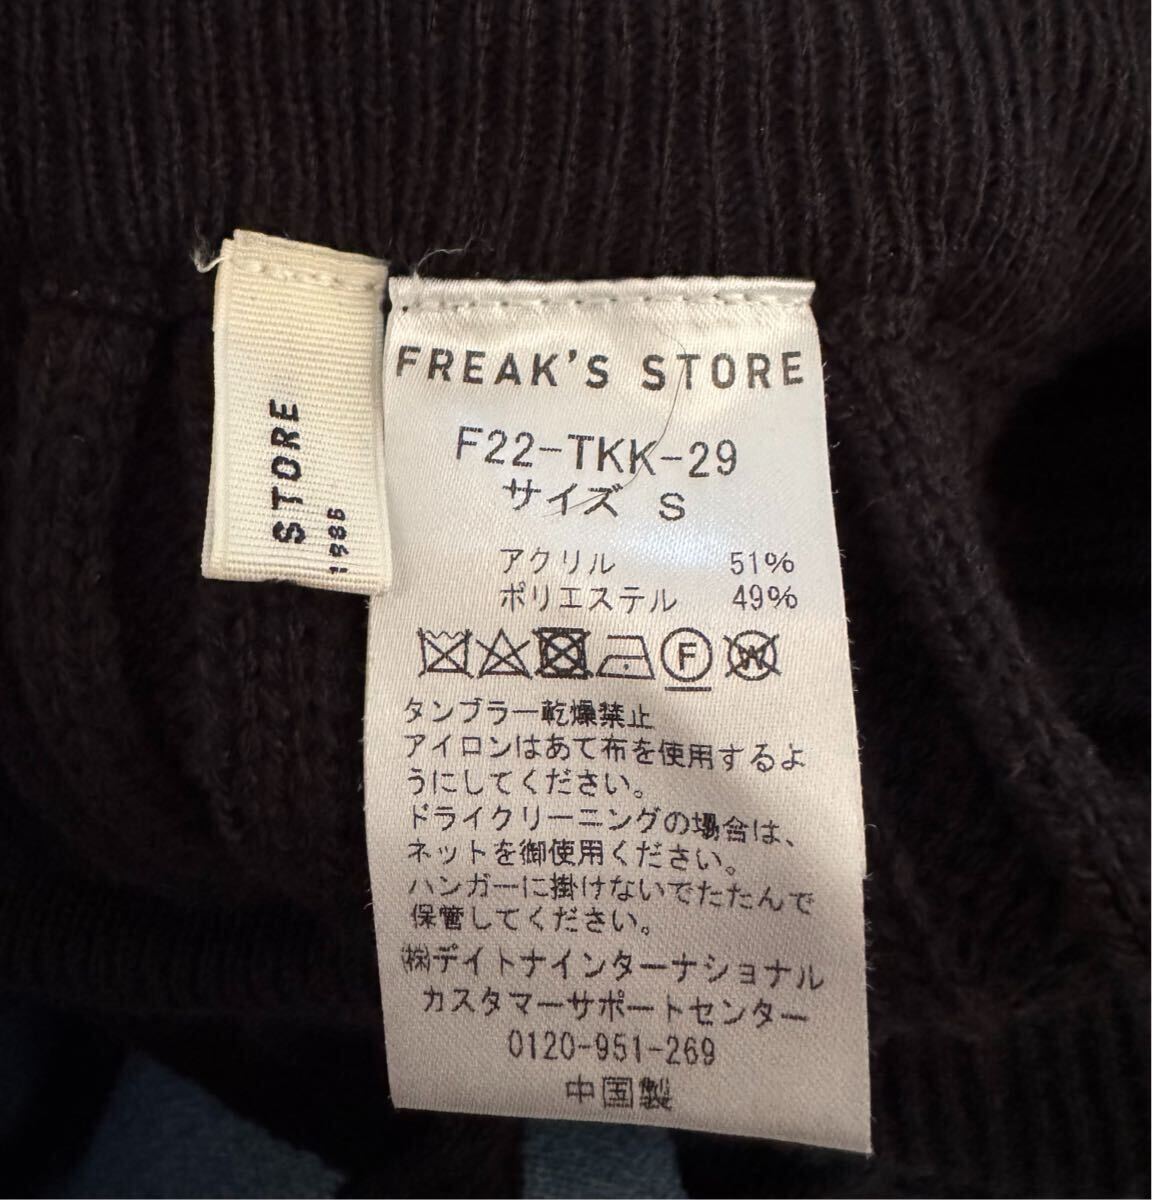 STORE
1986
FREAK'S STORE
F22-TKK-29
サイズ S
アクリル 51%
ポリエステル 49%
F W
タンブラー乾燥禁止
アイロンはあて布を使用するよ
うにしてください。
ドライクリーニングの場合は、
ネットを御使用ください。
ハンガーに掛けないでたたんで
保管してください。
㈱デイトナインターナショナル
カスタマーサポートセンター
0120-951-269
中国製